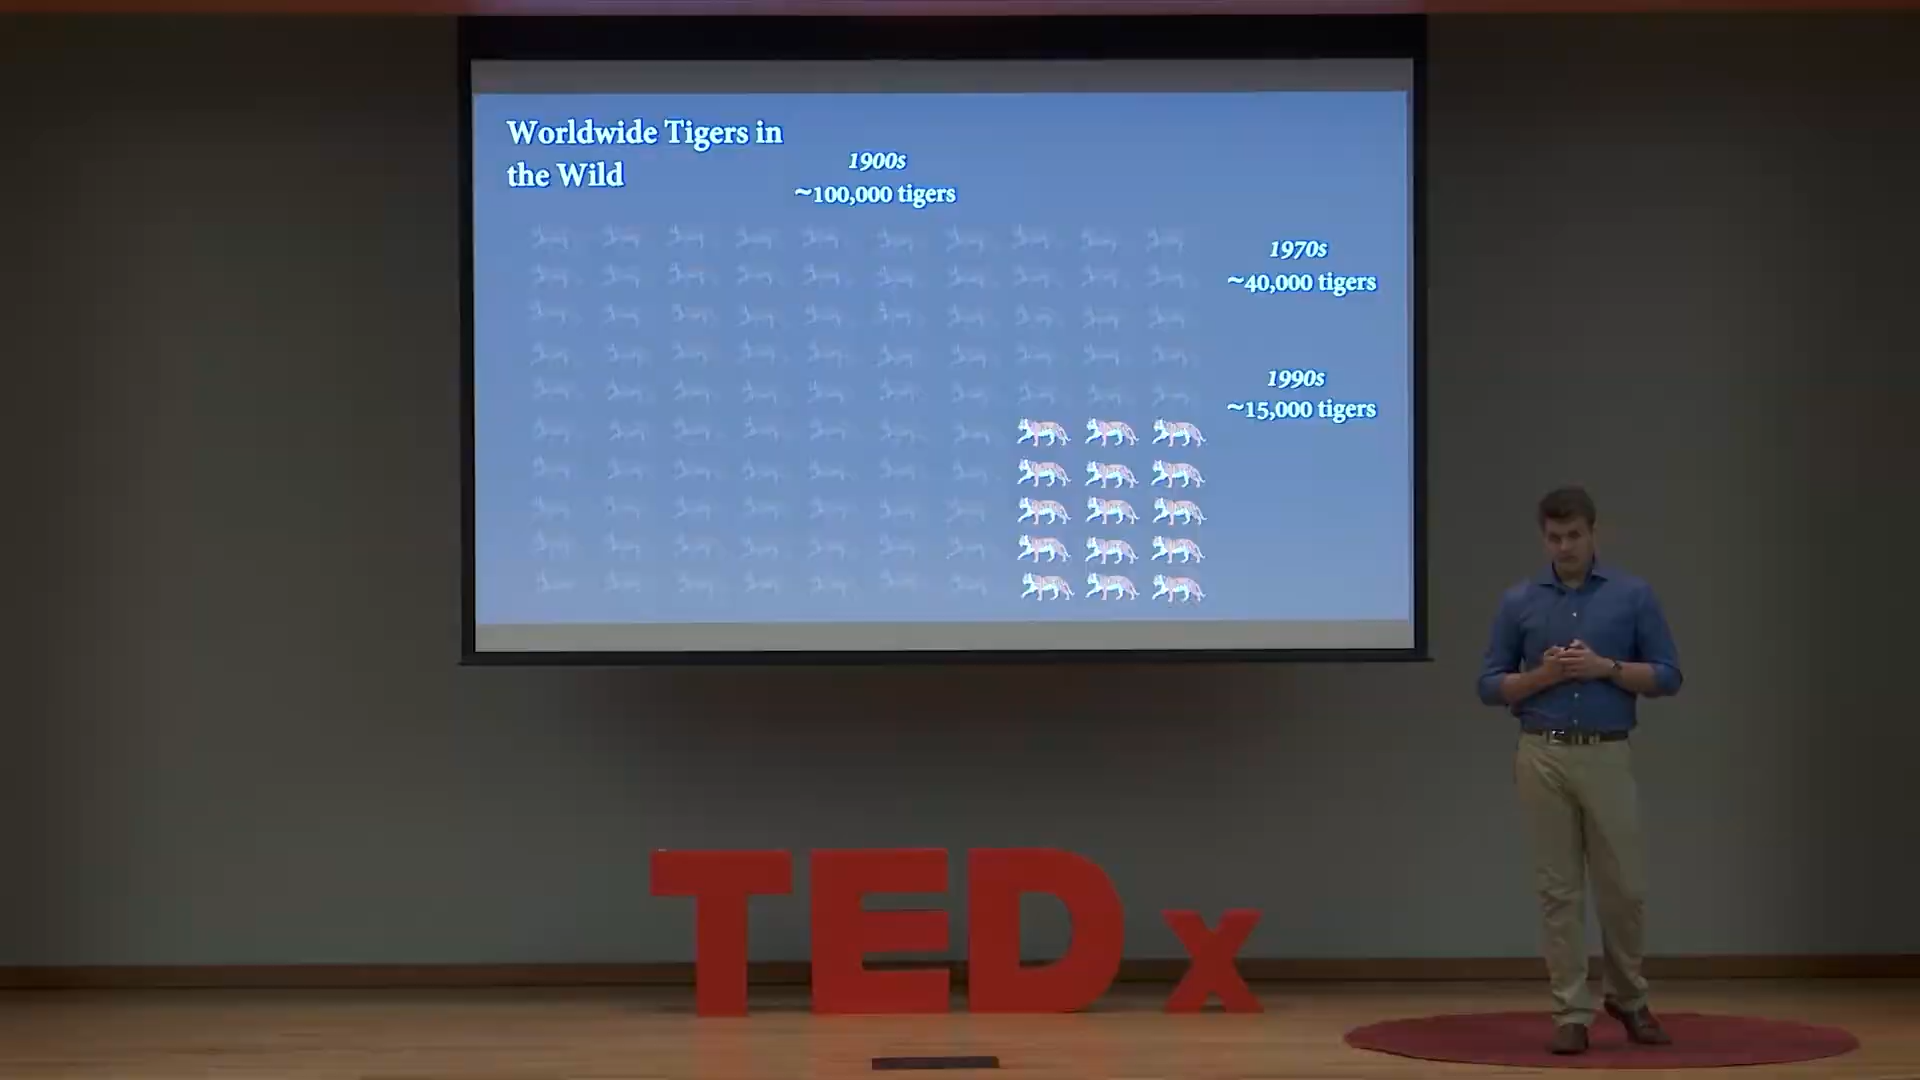 Worldwide Tigers in
the Wild
1900s
~100,000 tigers
1970s
~40,000 tigers
1990s
~15,000 tigers
TEDx